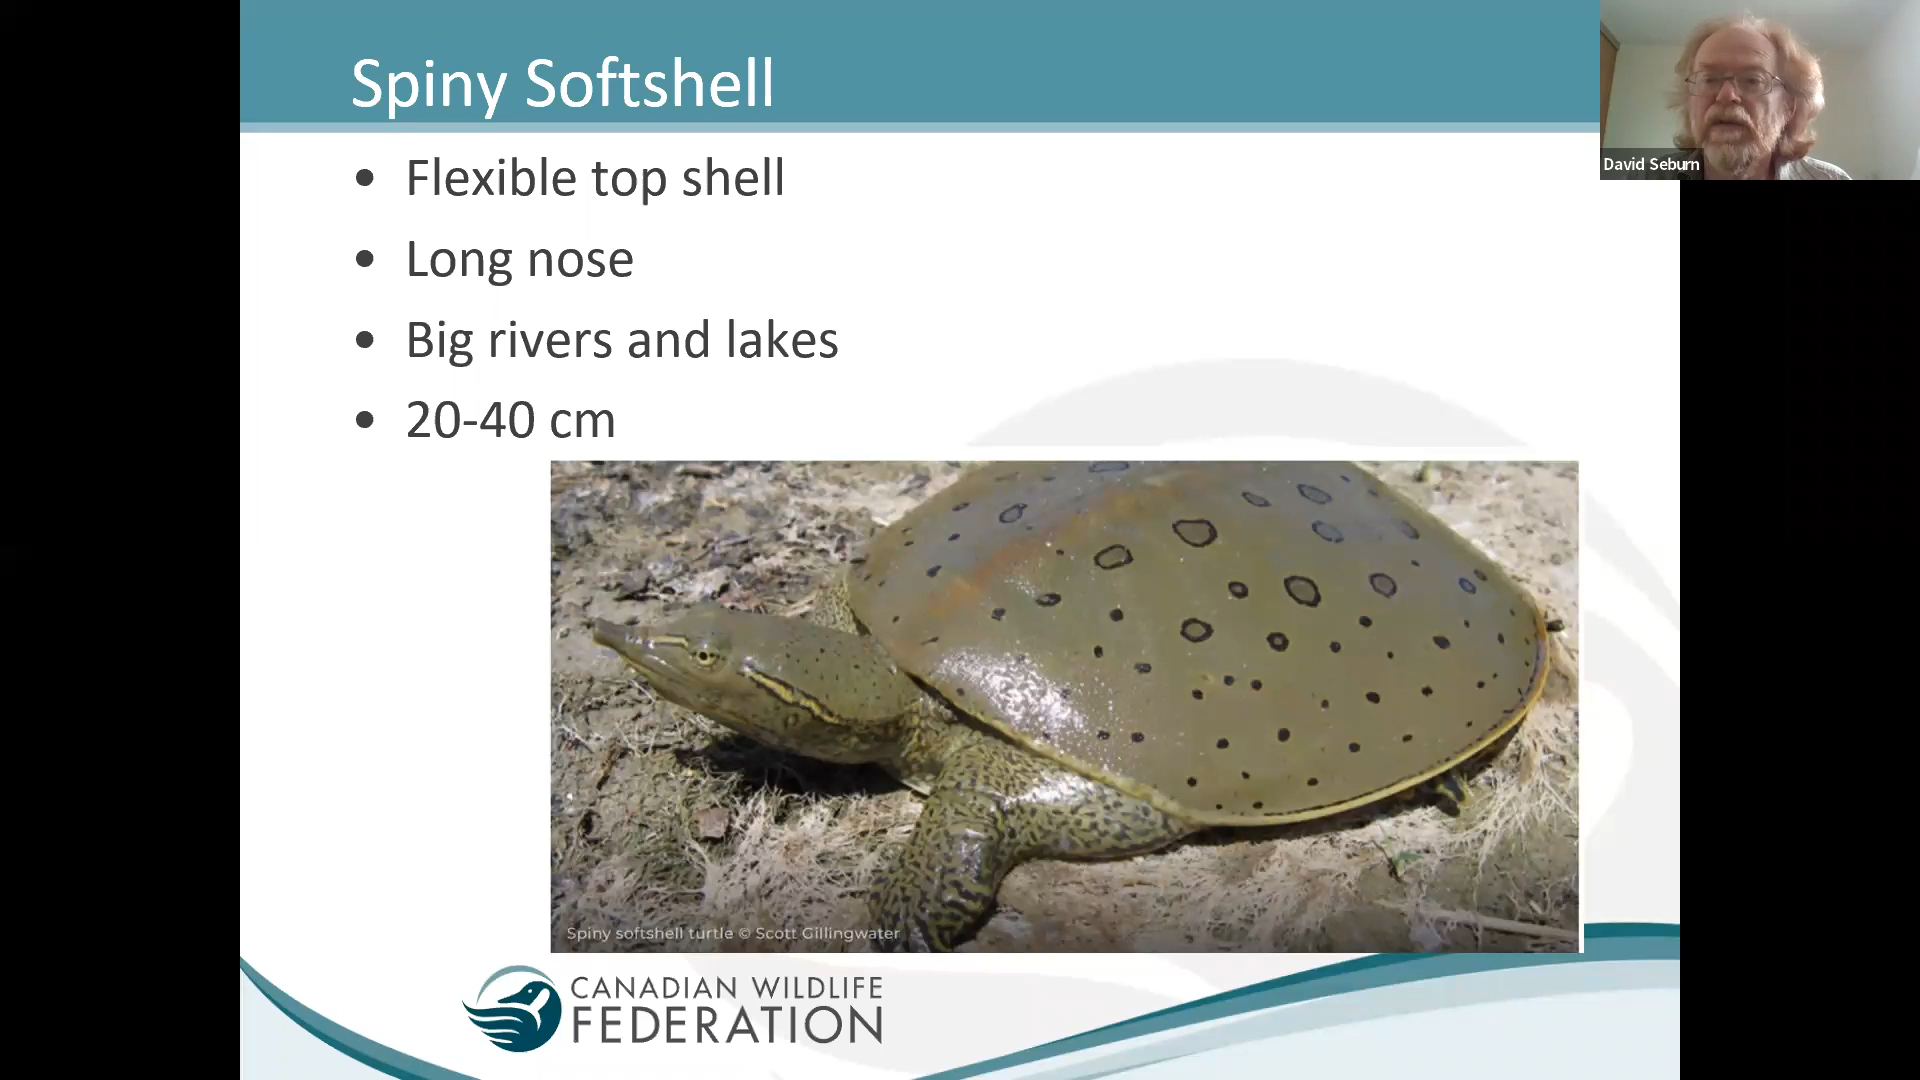 Spiny Softshell
David Seburn
• Flexible top shell
• Long nose
• Big rivers and lakes
• 20-40 cm
Spiny softshell turtle © Scott Gillingwater
CANADIAN WILDLIFE
FEDERATION